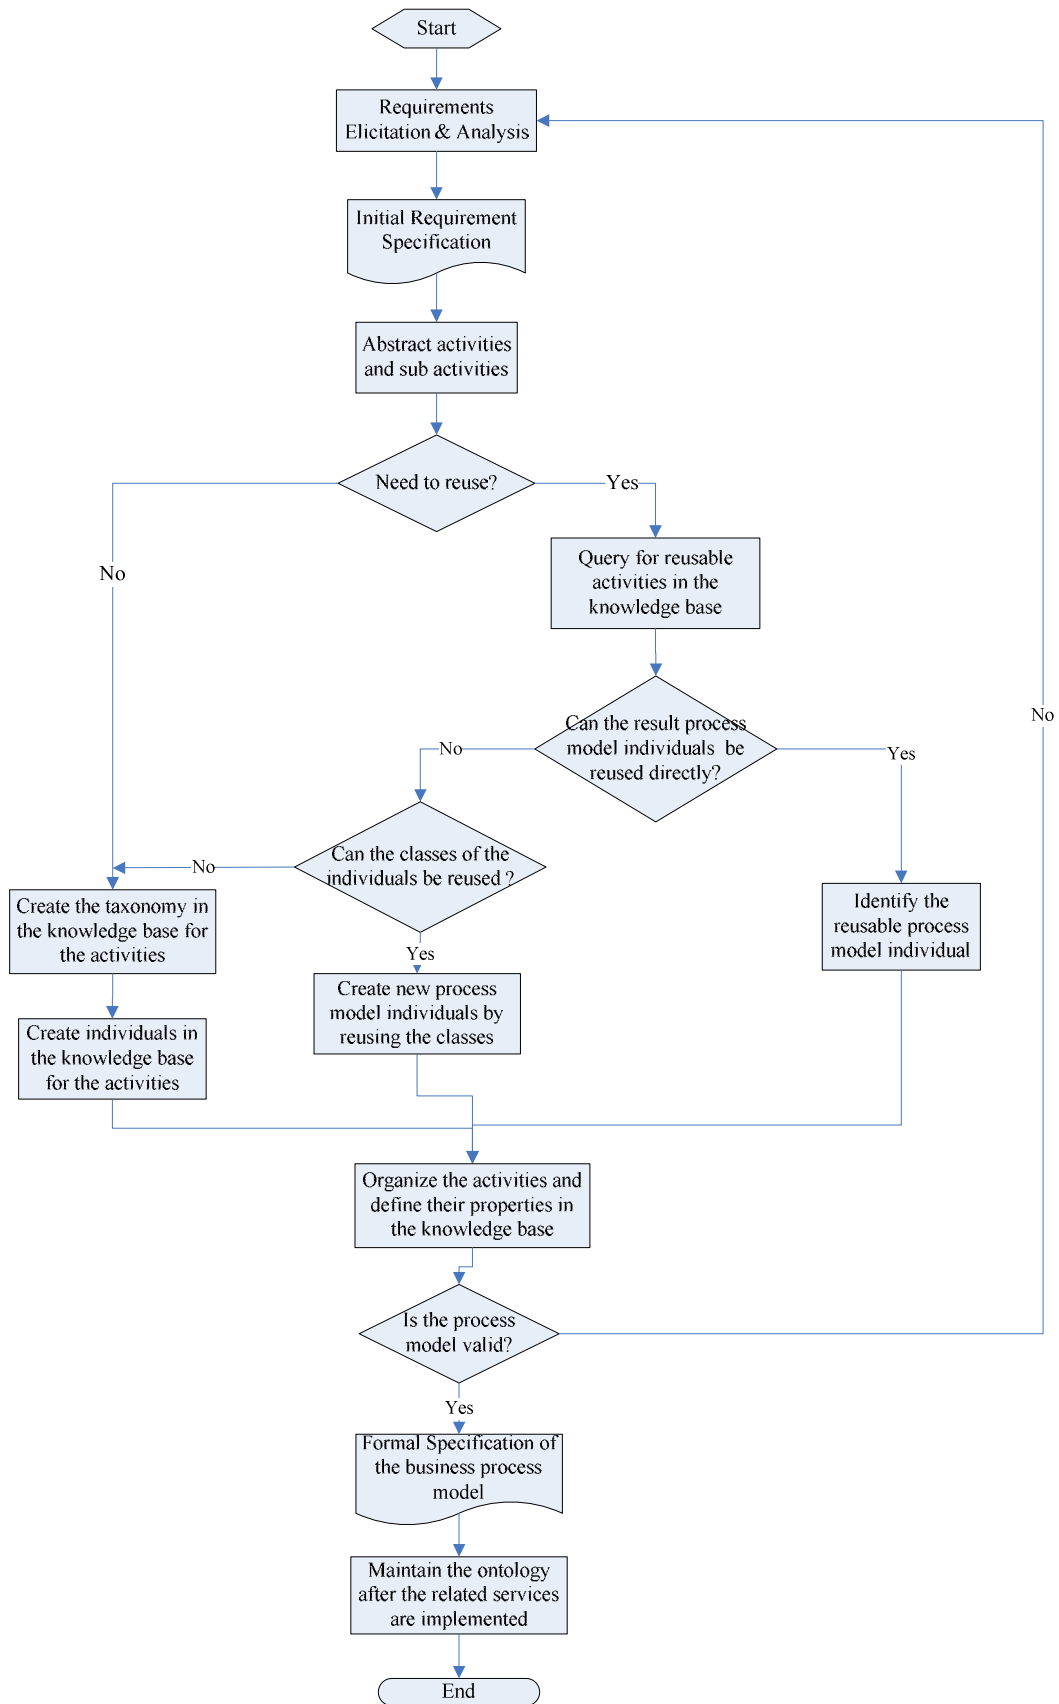 Start
Requirements
Elicitation & Analysis
Initial Requirement
Specification
Abstract activities
and sub activities
Need to reuse?
Yes
No
Query for reusable
activities in the
knowledge base
Can the result process
model individuals be
reused directly?
No
Yes
No
Can the classes of the
individuals be reused ?
No
Yes
Create the taxonomy in
the knowledge base for
the activities
Identify the
reusable process
model individual
Create new process
model individuals by
reusing the classes
Create individuals in
the knowledge base
for the activities
Organize the activities and
define their properties in
the knowledge base
Is the process
model valid?
Yes
Formal Specification of
the business process
model
Maintain the ontology
after the related services
are implemented
End